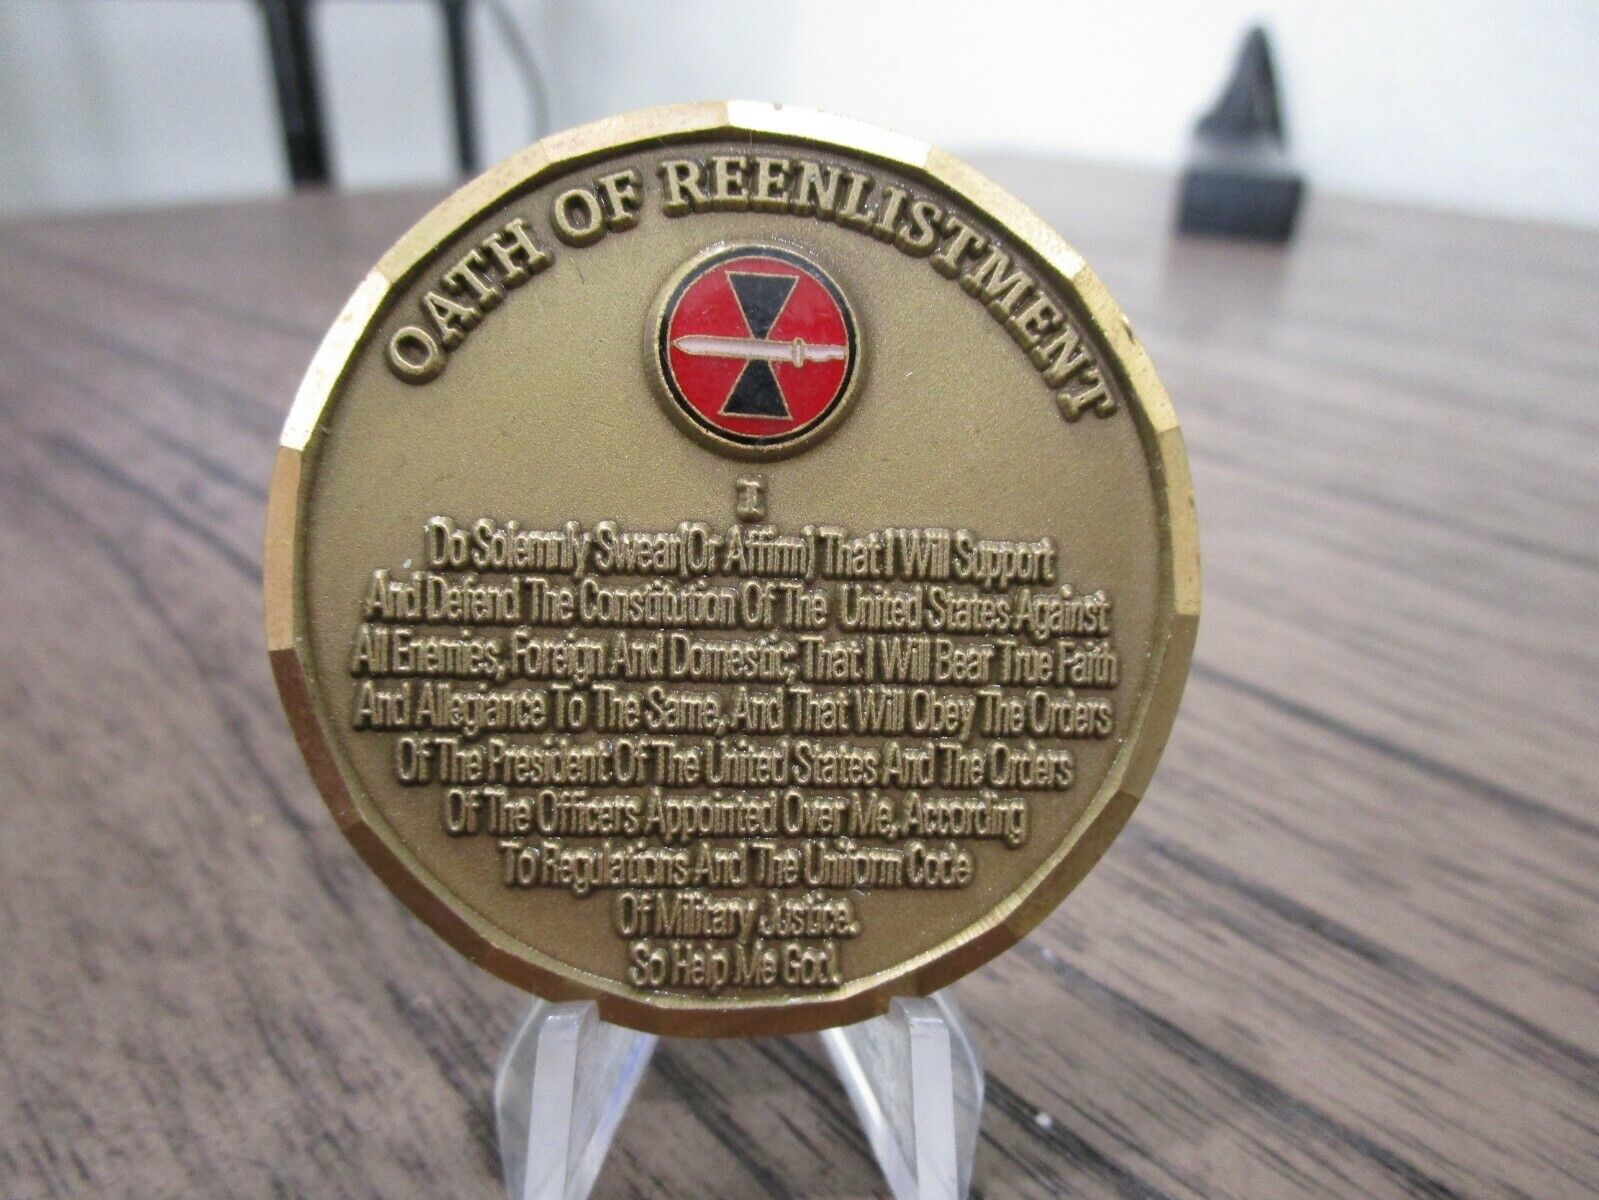 OATH OF REENLISTMENT
I
Do Solemnly Swear (Or Affirm) That I Will Support
And Defend The Constitution Of The United States Against
All Enemies, Foreign And Domestic, That I Will Bear True Faith
And Allegiance To The Same, And That Will Obey The Orders
Of The President Of The United States And The Orders
Of The Officers Appointed Over Me, According
To Regulations And The Uniform Code
Of Military Justice.
So Help Me God.